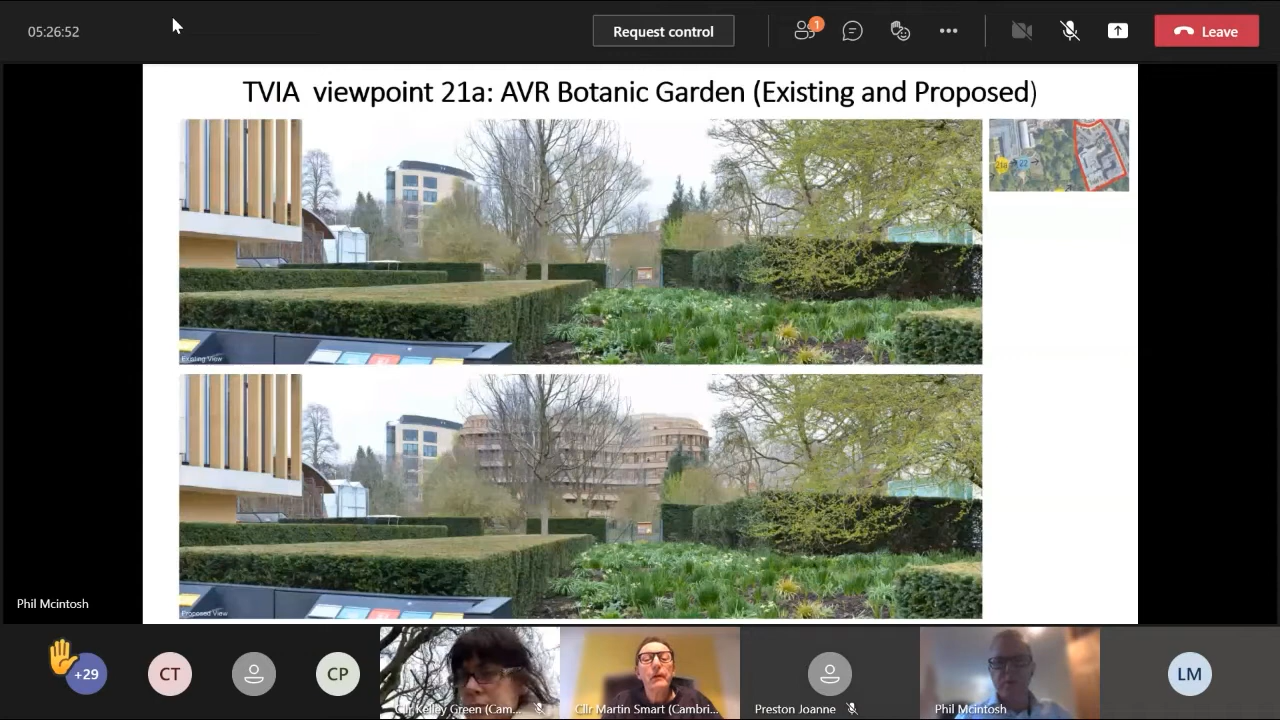 05:26:52
Request control
1
Leave
TVIA viewpoint 21a: AVR Botanic Garden (Existing and Proposed)
21a
22
Existing View
Proposed View
Phil Mcintosh
+29
CT
CP
Cllr Kelley Green (Cam...
Cllr Martin Smart (Cambri...
Preston Joanne
Phil Mcintosh
LM